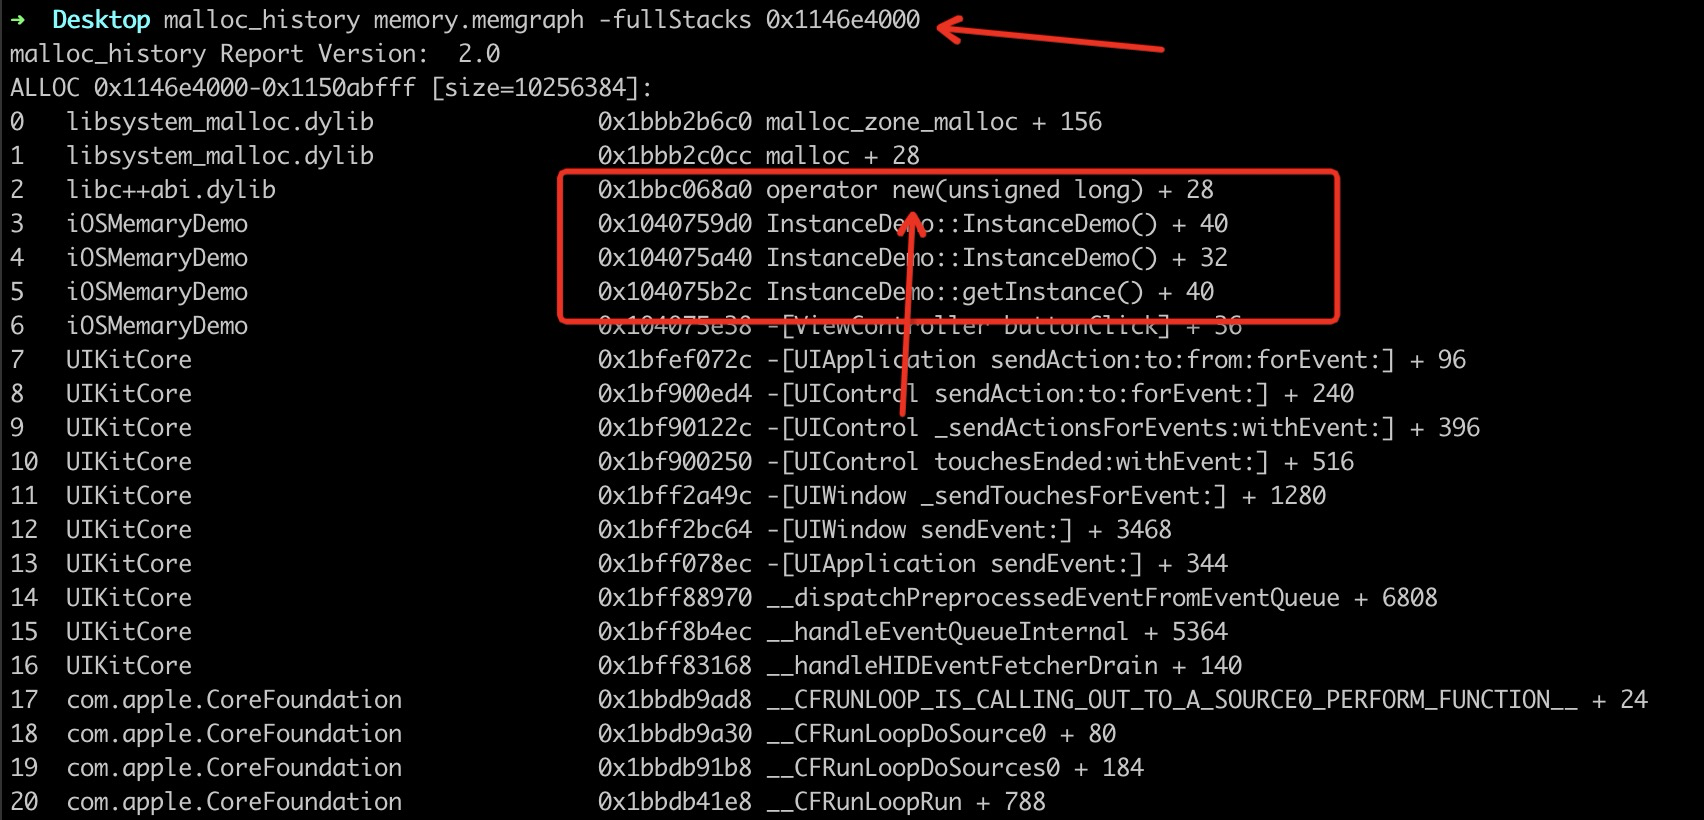 ➜ Desktop malloc_history memory.memgraph -fullStacks 0x1146e4000
malloc_history Report Version:  2.0
ALLOC 0x1146e4000-0x1150abfff [size=10256384]:
0 libsystem_malloc.dylib 0x1bbb2b6c0 malloc_zone_malloc + 156
1 libsystem_malloc.dylib 0x1bbb2c0cc malloc + 28
2 libc++abi.dylib 0x1bbc068a0 operator new(unsigned long) + 28
3 iOSMemaryDemo 0x1040759d0 InstanceDemo::InstanceDemo() + 40
4 iOSMemaryDemo 0x104075a40 InstanceDemo::InstanceDemo() + 32
5 iOSMemaryDemo 0x104075b2c InstanceDemo::getInstance() + 40
6 iOSMemaryDemo 0x104075e38 -[ViewController buttonClick] + 36
7 UIKitCore 0x1bfef072c -[UIApplication sendAction:to:from:forEvent:] + 96
8 UIKitCore 0x1bf900ed4 -[UIControl sendAction:to:forEvent:] + 240
9 UIKitCore 0x1bf90122c -[UIControl _sendActionsForEvents:withEvent:] + 396
10 UIKitCore 0x1bf900250 -[UIControl touchesEnded:withEvent:] + 516
11 UIKitCore 0x1bff2a49c -[UIWindow _sendTouchesForEvent:] + 1280
12 UIKitCore 0x1bff2bc64 -[UIWindow sendEvent:] + 3468
13 UIKitCore 0x1bff078ec -[UIApplication sendEvent:] + 344
14 UIKitCore 0x1bff88970 __dispatchPreprocessedEventFromEventQueue + 6808
15 UIKitCore 0x1bff8b4ec __handleEventQueueInternal + 5364
16 UIKitCore 0x1bff83168 __handleHIDEventFetcherDrain + 140
17 com.apple.CoreFoundation 0x1bbdb9ad8 __CFRUNLOOP_IS_CALLING_OUT_TO_A_SOURCE0_PERFORM_FUNCTION__ + 24
18 com.apple.CoreFoundation 0x1bbdb9a30 __CFRunLoopDoSource0 + 80
19 com.apple.CoreFoundation 0x1bbdb91b8 __CFRunLoopDoSources0 + 184
20 com.apple.CoreFoundation 0x1bbdb41e8 __CFRunLoopRun + 788